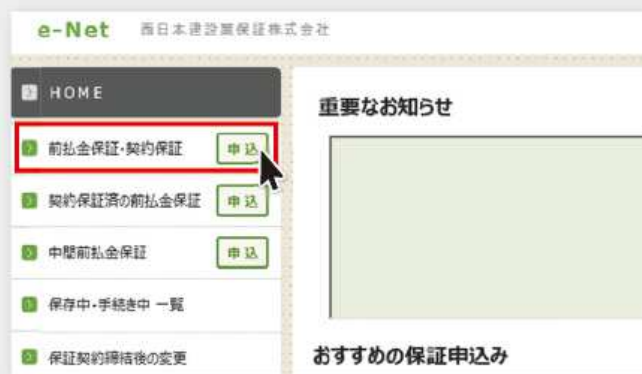 e-Net 西日本建設業保証株式会社
HOME
重要なお知らせ
前払金保証・契約保証 申込
契約保証済の前払金保証 申込
中間前払金保証 申込
保存中・手続き中 一覧
おすすめの保証申込み
保証契約締結後の変更